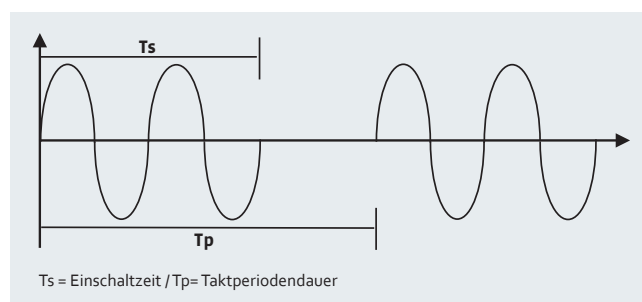 Ts
Tp
Ts = Einschaltzeit / Tp= Taktperiodendauer